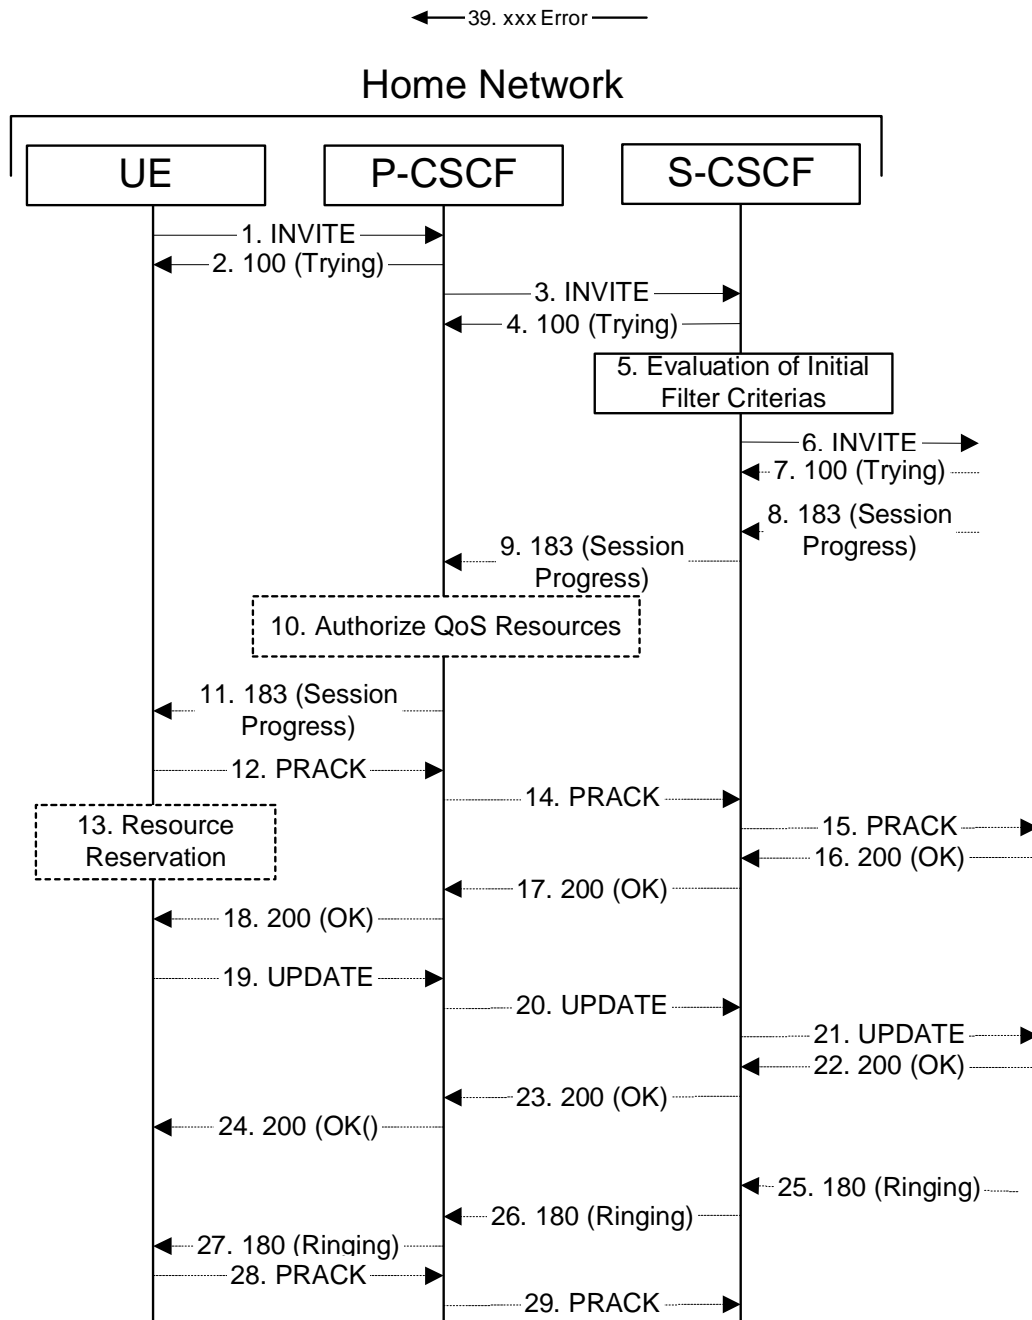 39. xxx Error
Home Network
UE
P-CSCF
S-CSCF
1. INVITE
2. 100 (Trying)
3. INVITE
4. 100 (Trying)
5. Evaluation of Initial
Filter Criterias
6. INVITE
7. 100 (Trying)
8. 183 (Session
Progress)
9. 183 (Session
Progress)
10. Authorize QoS Resources
11. 183 (Session
Progress)
12. PRACK
14. PRACK
13. Resource
Reservation
15. PRACK
16. 200 (OK)
17. 200 (OK)
18. 200 (OK)
19. UPDATE
20. UPDATE
21. UPDATE
22. 200 (OK)
23. 200 (OK)
24. 200 (OK()
25. 180 (Ringing)
26. 180 (Ringing)
27. 180 (Ringing)
28. PRACK
29. PRACK